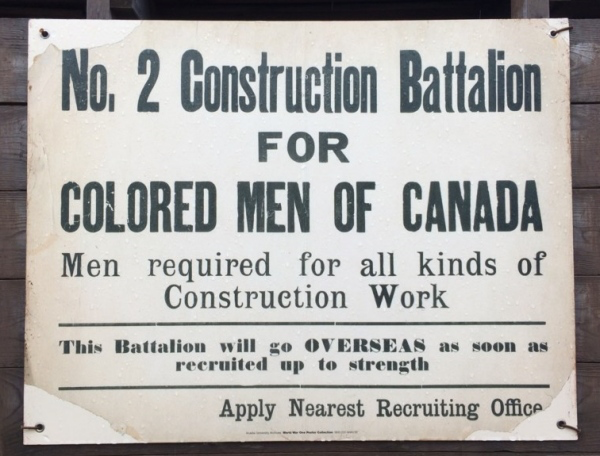 No. 2 Construction Battalion
FOR
COLORED MEN OF CANADA
Men required for all kinds of
Construction Work
This Battalion will go OVERSEAS as soon as
recruited up to strength
Apply Nearest Recruiting Office